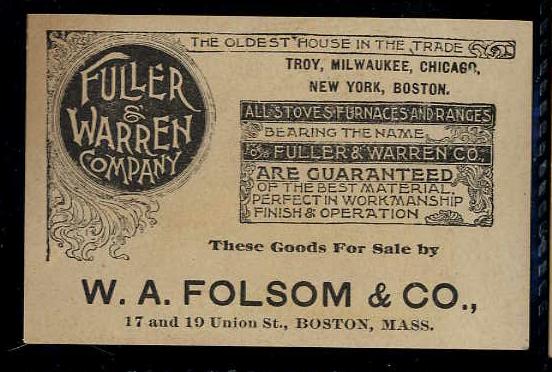 THE OLDEST HOUSE IN THE TRADE
FULLER
&
WARREN
COMPANY
TROY, MILWAUKEE, CHICAGO,
NEW YORK, BOSTON.
ALL STOVES FURNACES AND RANGES
BEARING THE NAME
OF FULLER & WARREN CO.
ARE GUARANTEED
OF THE BEST MATERIAL,
PERFECT IN WORKMANSHIP
FINISH & OPERATION
These Goods For Sale by
W. A. FOLSOM & CO.,
17 and 19 Union St., BOSTON, MASS.